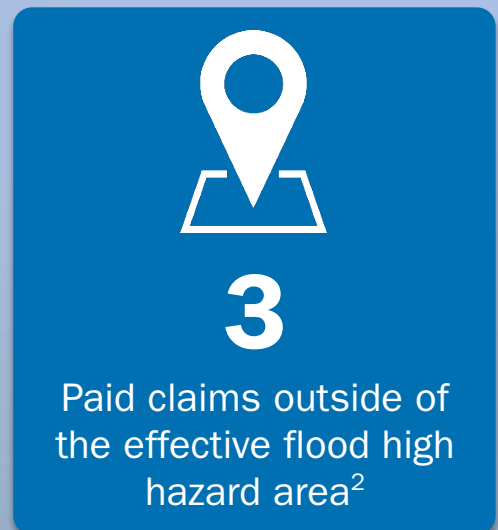 3
Paid claims outside of
the effective flood high
hazard area²